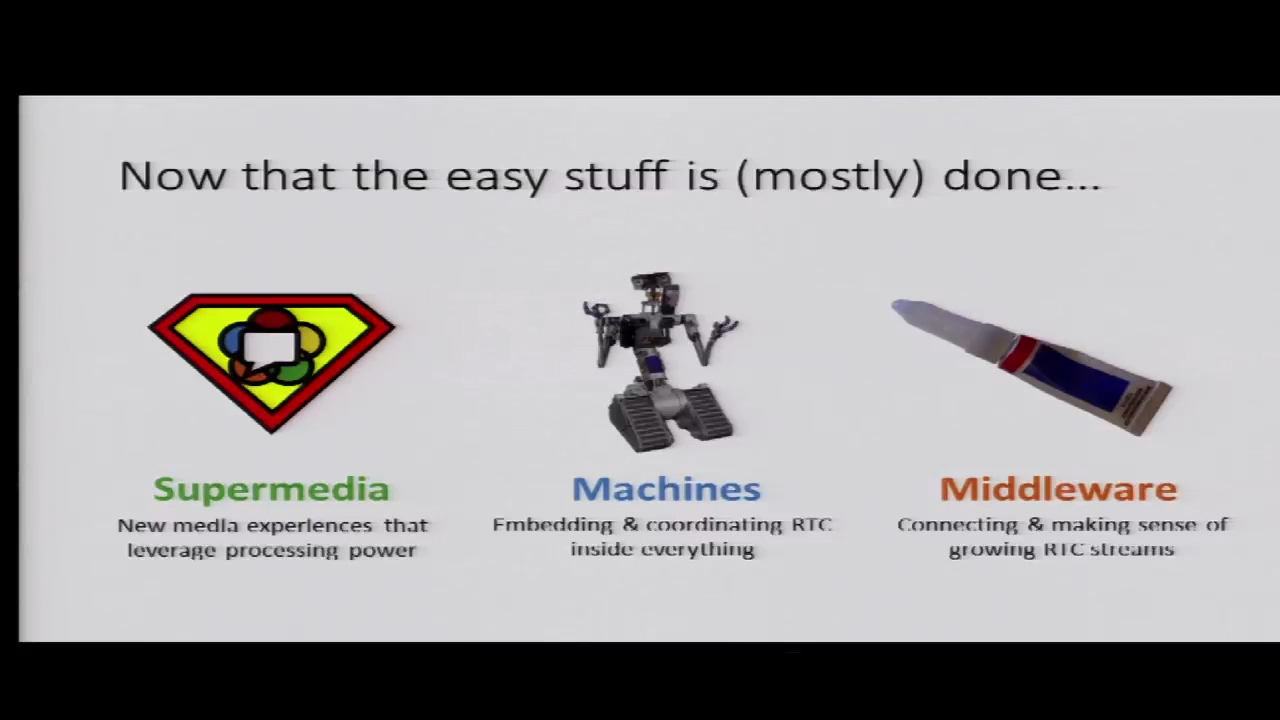 Now that the easy stuff is (mostly) done...
Supermedia
New media experiences that
leverage processing power
Machines
Embedding & coordinating RTC
inside everything
Middleware
Connecting & making sense of
growing RTC streams